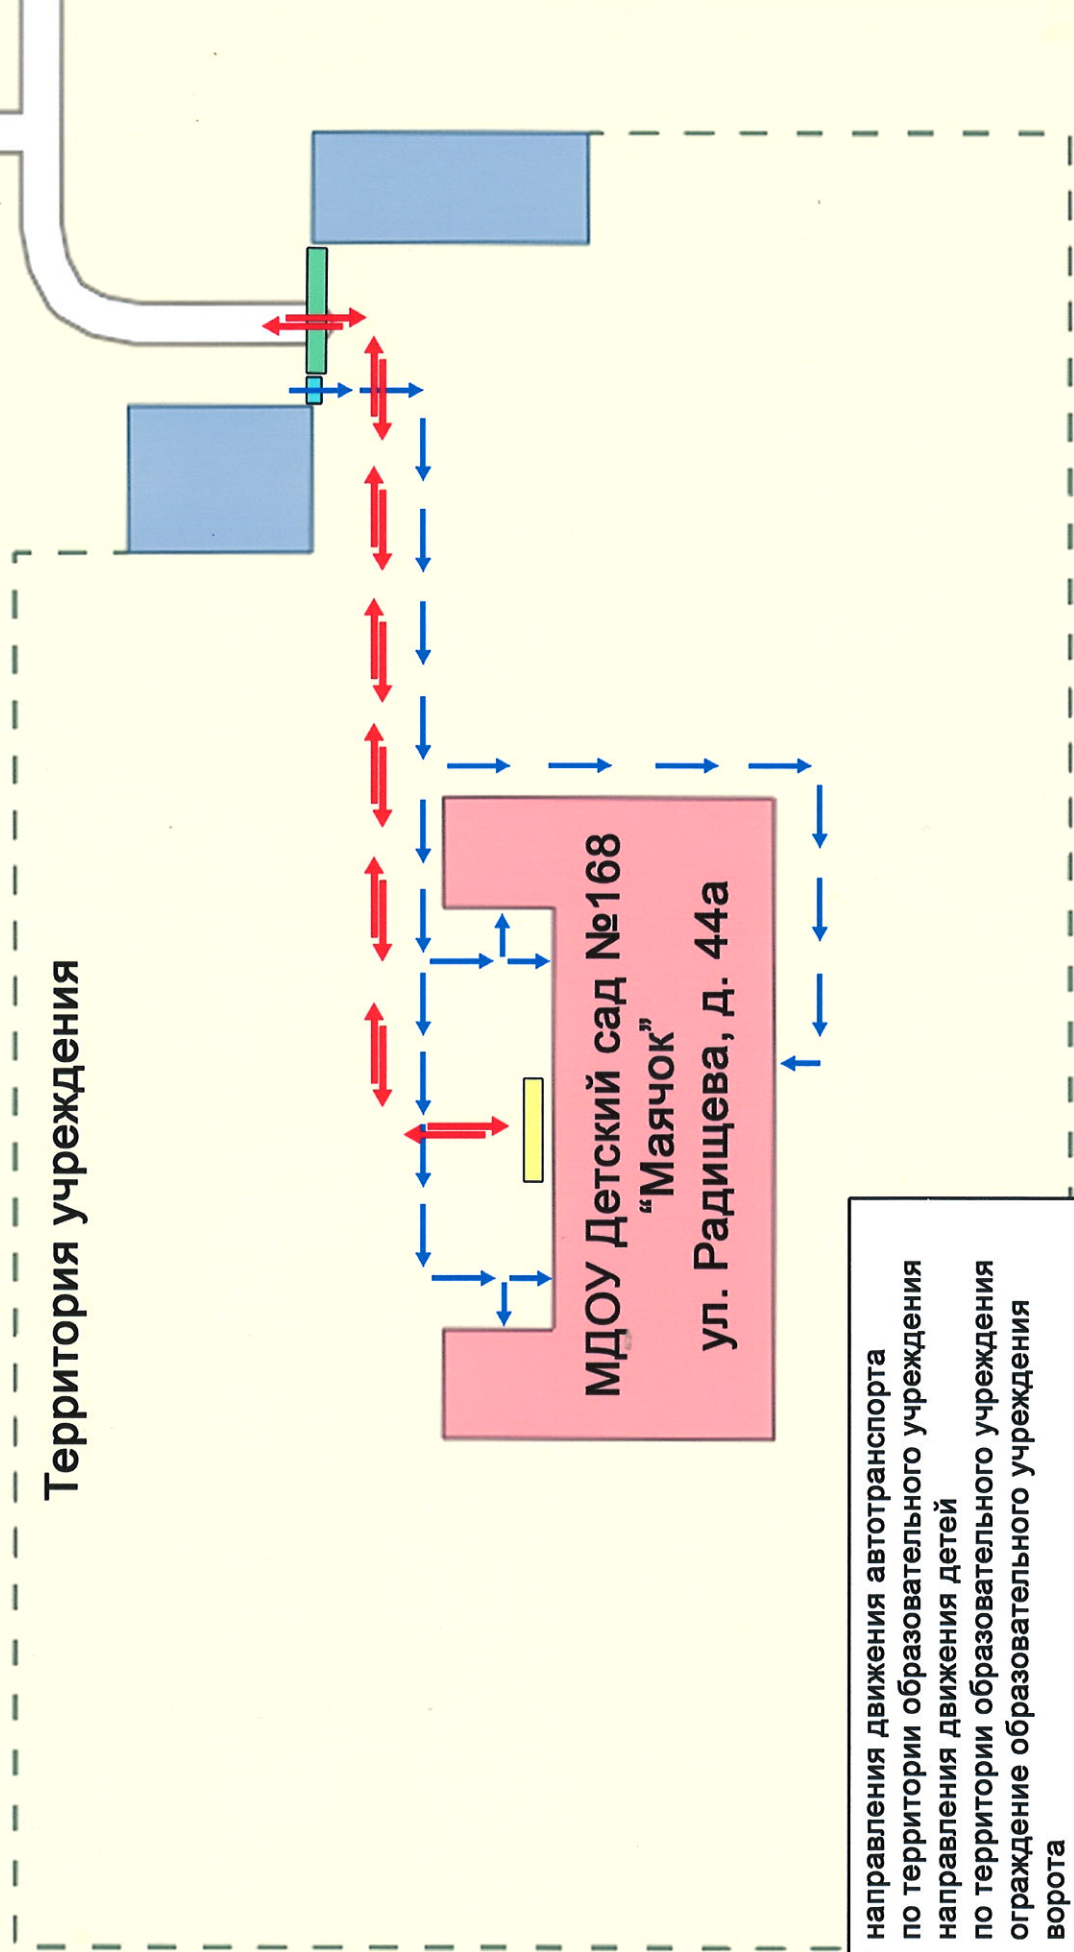 Территория учреждения
МДОУ Детский сад №168
“Маячок”
ул. Радищева, д. 44а
направления движения автотранспорта
по территории образовательного учреждения
направления движения детей
по территории образовательного учреждения
ограждение образовательного учреждения
ворота